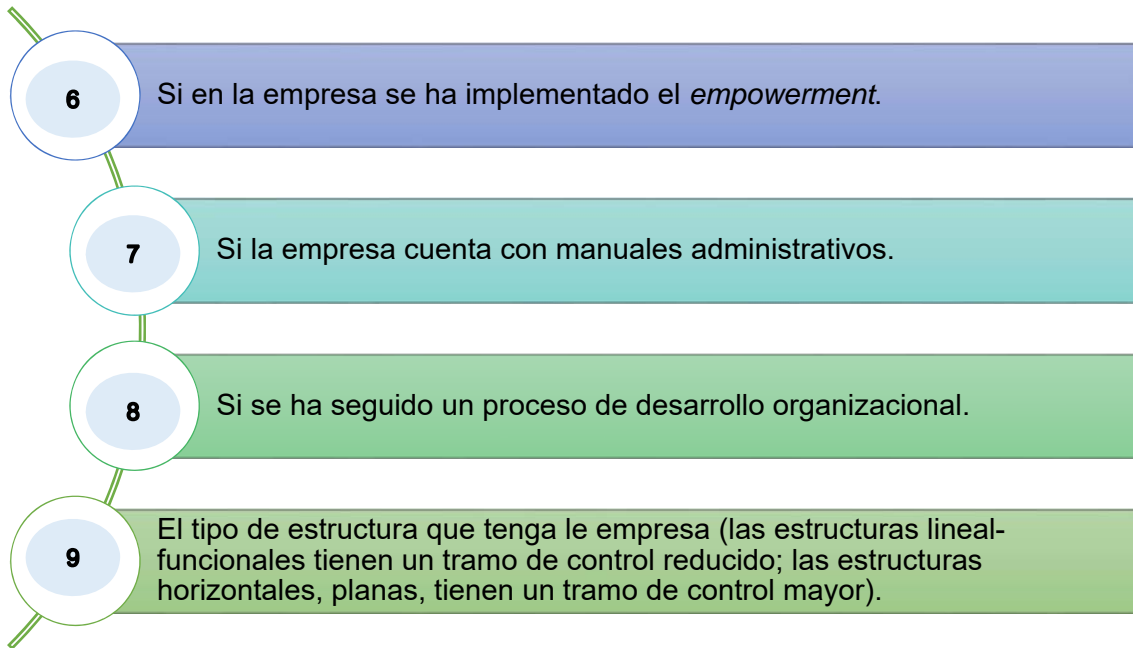 6
Si en la empresa se ha implementado el empowerment.
7
Si la empresa cuenta con manuales administrativos.
8
Si se ha seguido un proceso de desarrollo organizacional.
9
El tipo de estructura que tenga le empresa (las estructuras lineal-
funcionales tienen un tramo de control reducido; las estructuras
horizontales, planas, tienen un tramo de control mayor).